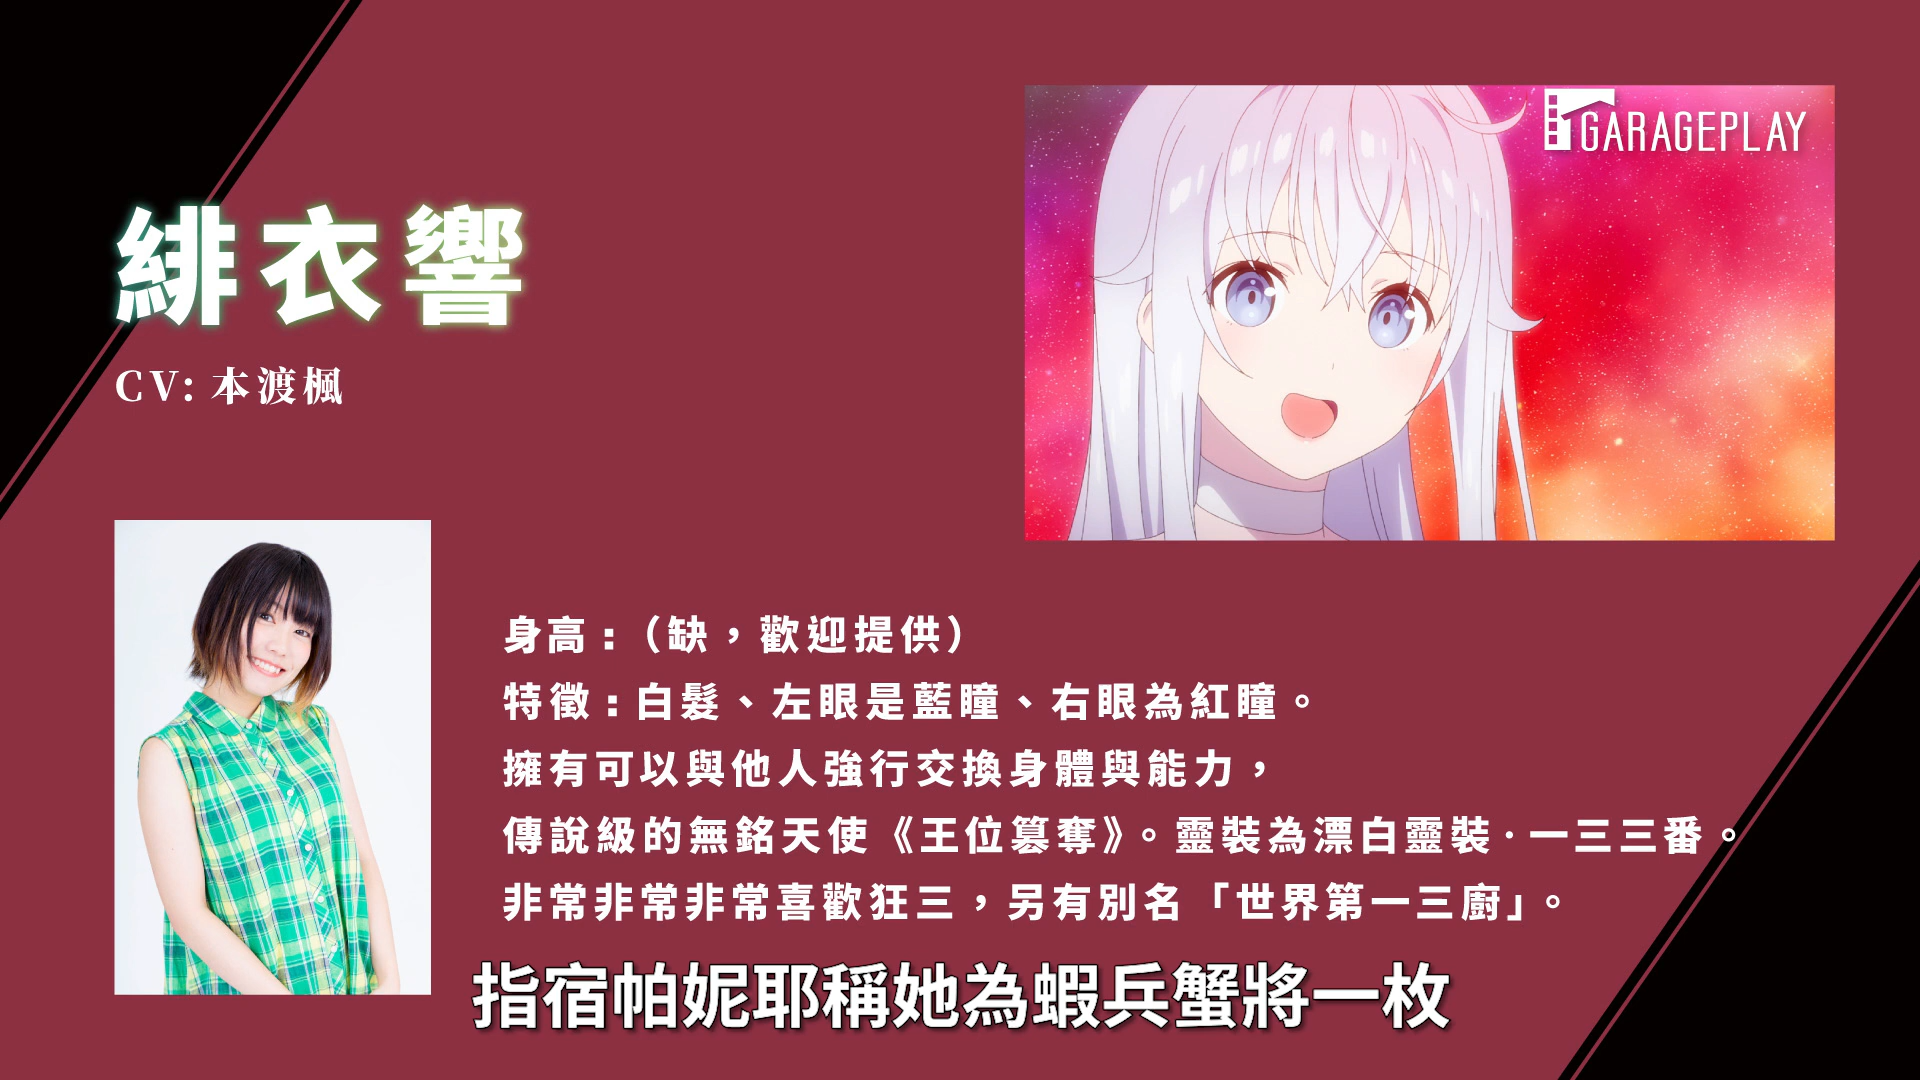 GARAGEPLAY
緋衣響
CV: 本渡楓
身高：（缺，歡迎提供）
特徵：白髮、左眼是藍瞳、右眼為紅瞳。
擁有可以與他人強行交換身體與能力，
傳說級的無銘天使《王位篡奪》。靈裝為漂白靈裝·一三三番。
非常非常非常喜歡狂三，另有別名「世界第一三廚」。
指宿帕妮耶稱她為蝦兵蟹將一枚